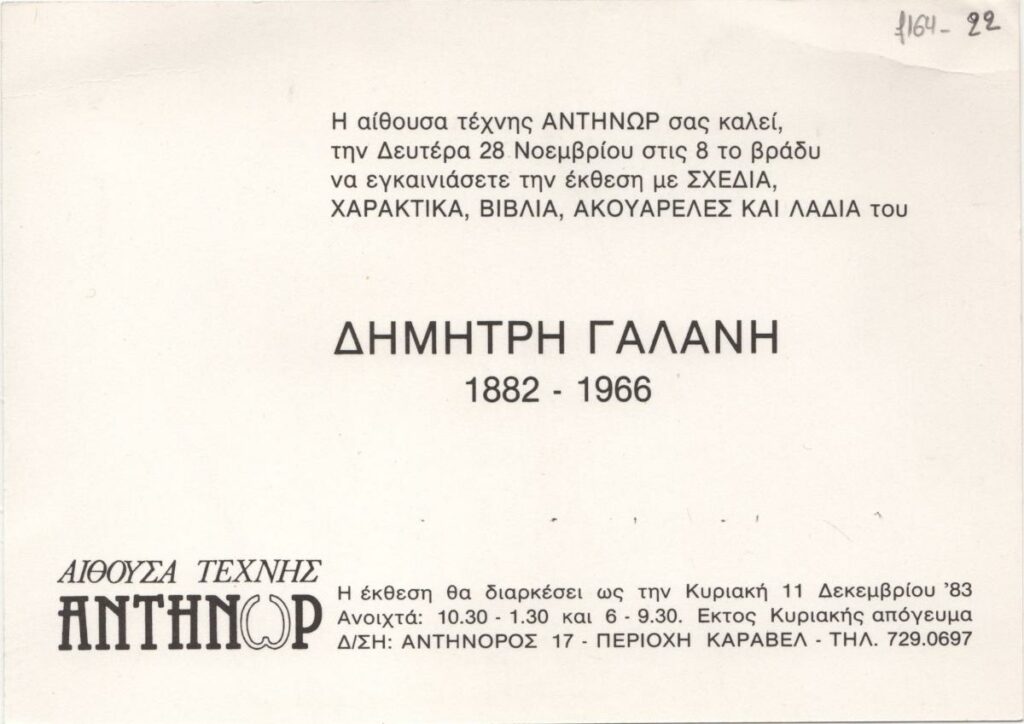 f164- 22
Η αίθουσα τέχνης ΑΝΤΗΝΩΡ σας καλεί,
την Δευτέρα 28 Νοεμβρίου στις 8 το βράδυ
να εγκαινιάσετε την έκθεση με ΣΧΕΔΙΑ,
ΧΑΡΑΚΤΙΚΑ, ΒΙΒΛΙΑ, ΑΚΟΥΑΡΕΛΕΣ ΚΑΙ ΛΑΔΙΑ του
ΔΗΜΗΤΡΗ ΓΑΛΑΝΗ
1882 - 1966
ΑΙΘΟΥΣΑ ΤΕΧΝΗΣ
ΑΝΤΗΝΩΡ
Η έκθεση θα διαρκέσει ως την Κυριακή 11 Δεκεμβρίου '83
Ανοιχτά: 10.30 - 1.30 και 6 - 9.30. Εκτος Κυριακής απόγευμα
Δ/ΣΗ: ΑΝΤΗΝΟΡΟΣ 17 - ΠΕΡΙΟΧΗ ΚΑΡΑΒΕΛ - ΤΗΛ. 729.0697